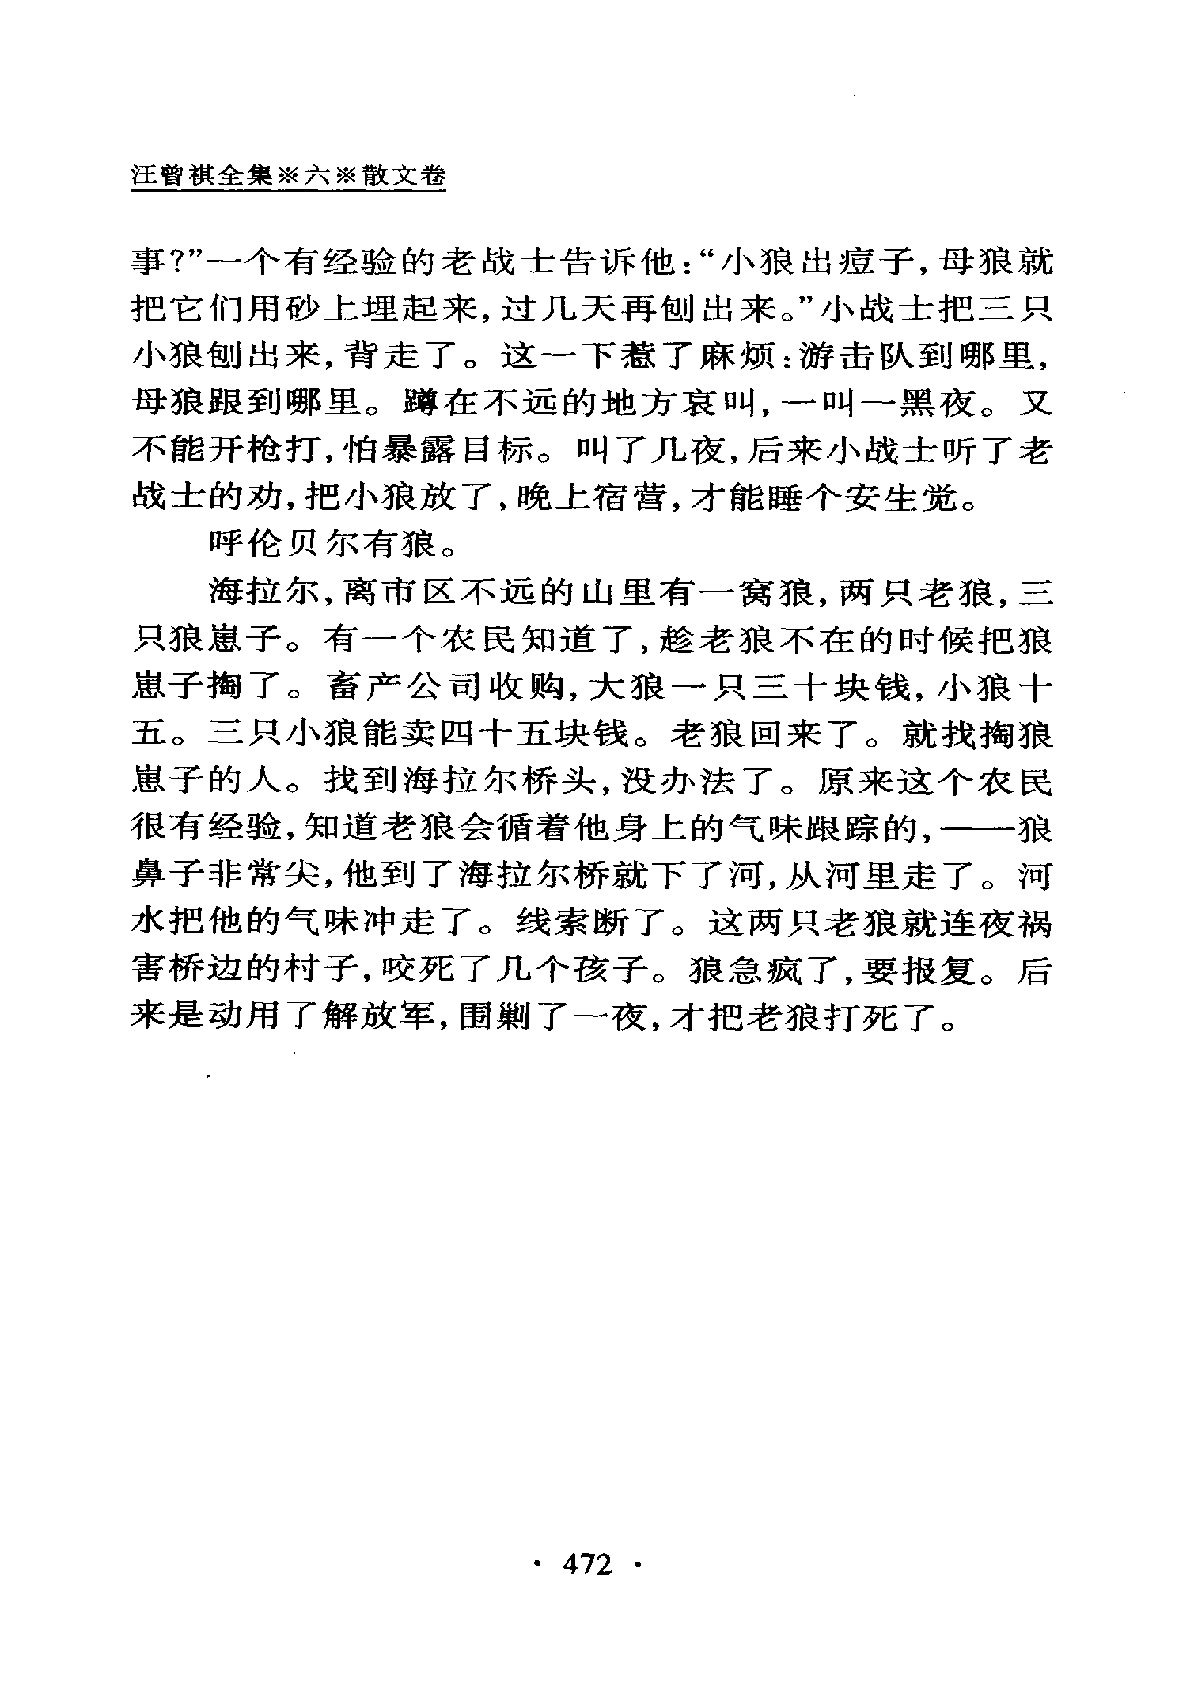 汪曾祺全集※六※散文卷
事?”一个有经验的老战士告诉他:“小狼出痘子,母狼就
把它们用砂上埋起来,过几天再刨出来。”小战士把三只
小狼刨出来,背走了。这一下惹了麻烦:游击队到哪里,
母狼跟到哪里。蹲在不远的地方哀叫,一叫一黑夜。又
不能开枪打,怕暴露目标。叫了几夜,后来小战士听了老
战士的劝,把小狼放了,晚上宿营,才能睡个安生觉。
呼伦贝尔有狼。
海拉尔,离市区不远的山里有一窝狼,两只老狼,三
只狼崽子。有一个农民知道了,趁老狼不在的时候把狼
崽子掏了。畜产公司收购,大狼一只三十块钱,小狼十
五。三只小狼能卖四十五块钱。老狼回来了。就找掏狼
崽子的人。找到海拉尔桥头,没办法了。原来这个农民
很有经验,知道老狼会循着他身上的气味跟踪的,——狼
鼻子非常尖,他到了海拉尔桥就下了河,从河里走了。河
水把他的气味冲走了。线索断了。这两只老狼就连夜祸
害桥边的村子,咬死了几个孩子。狼急疯了,要报复。后
来是动用了解放军,围剿了一夜,才把老狼打死了。
· 472 ·